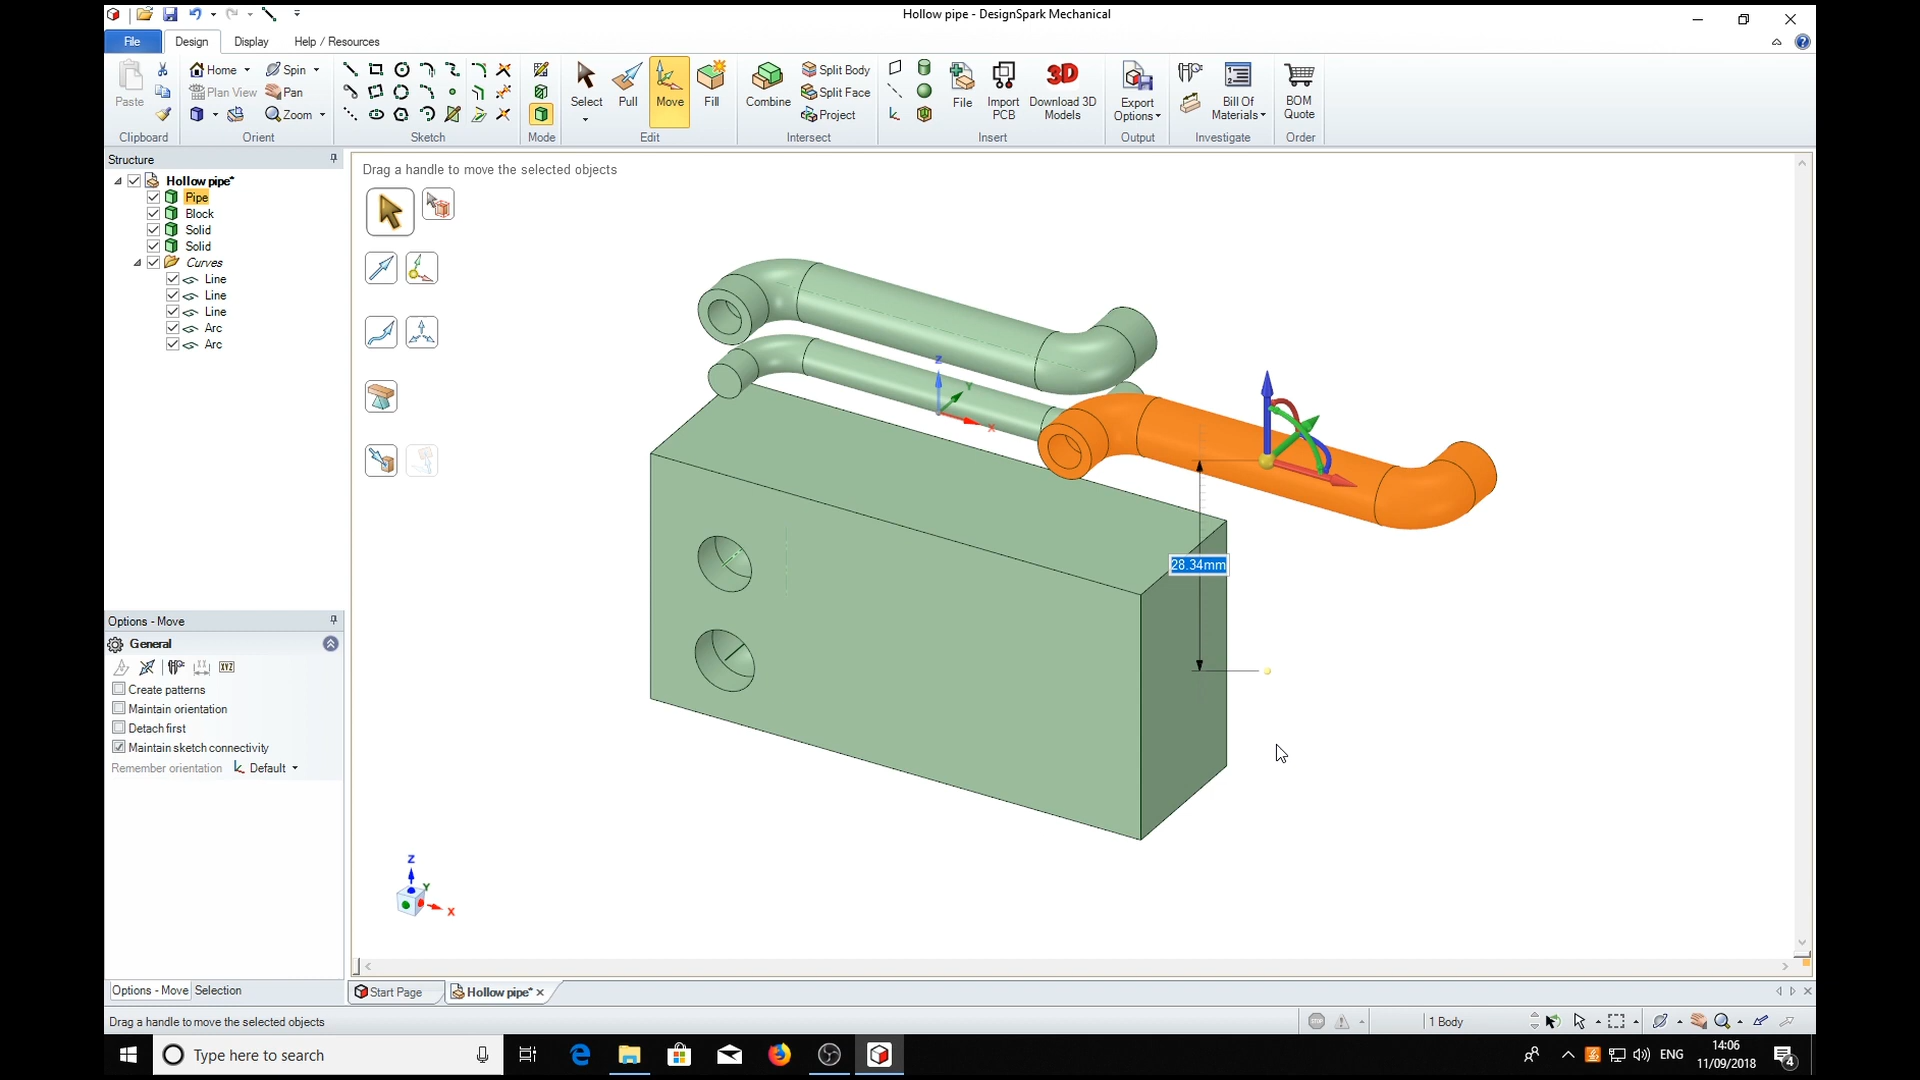 Hollow pipe - DesignSpark Mechanical
File Design Display Help / Resources
Paste Home Spin Plan View Pan Zoom
Select Pull Move Fill Combine Split Body Split Face Project
File Import PCB Download 3D Models Export Options Bill Of Materials BOM Quote
3D
Clipboard Orient Sketch Mode Edit Intersect Insert Output Investigate Order
Structure
Hollow pipe*
Pipe
Block
Solid
Solid
Curves
Line
Line
Line
Arc
Arc
Drag a handle to move the selected objects
Z
Y
X
28.34mm
Options - Move
General
XYZ
Create patterns
Maintain orientation
Detach first
Maintain sketch connectivity
Remember orientation Default
Z
Y
X
Options - Move Selection
Start Page Hollow pipe*
Drag a handle to move the selected objects
1 Body
Type here to search
ENG
14:06
11/09/2018
4